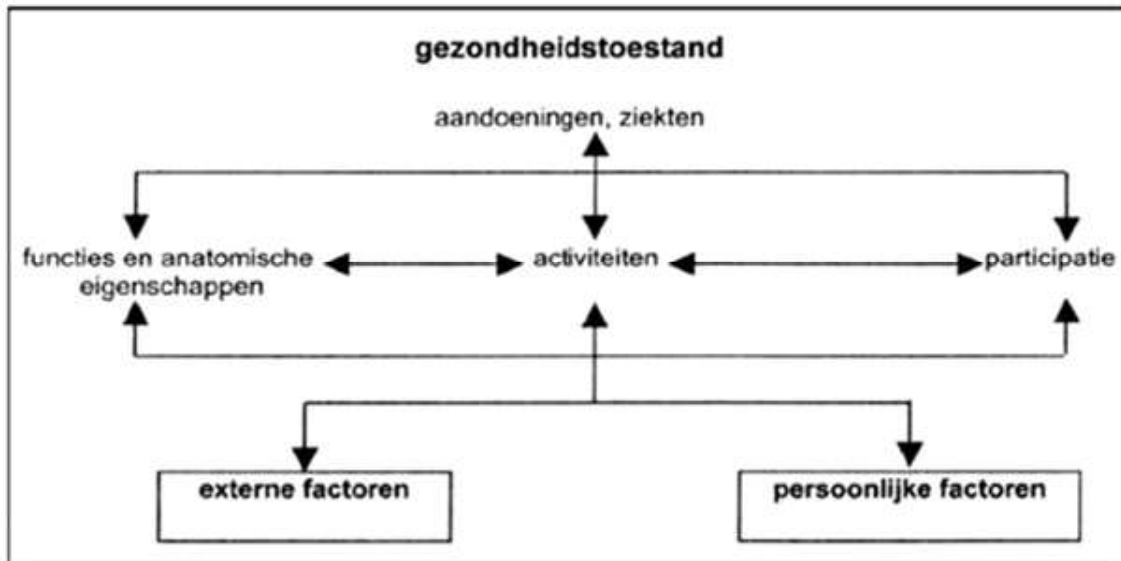 gezondheidstoestand
aandoeningen, ziekten
functies en anatomische
eigenschappen
activiteiten
participatie
externe factoren
persoonlijke factoren